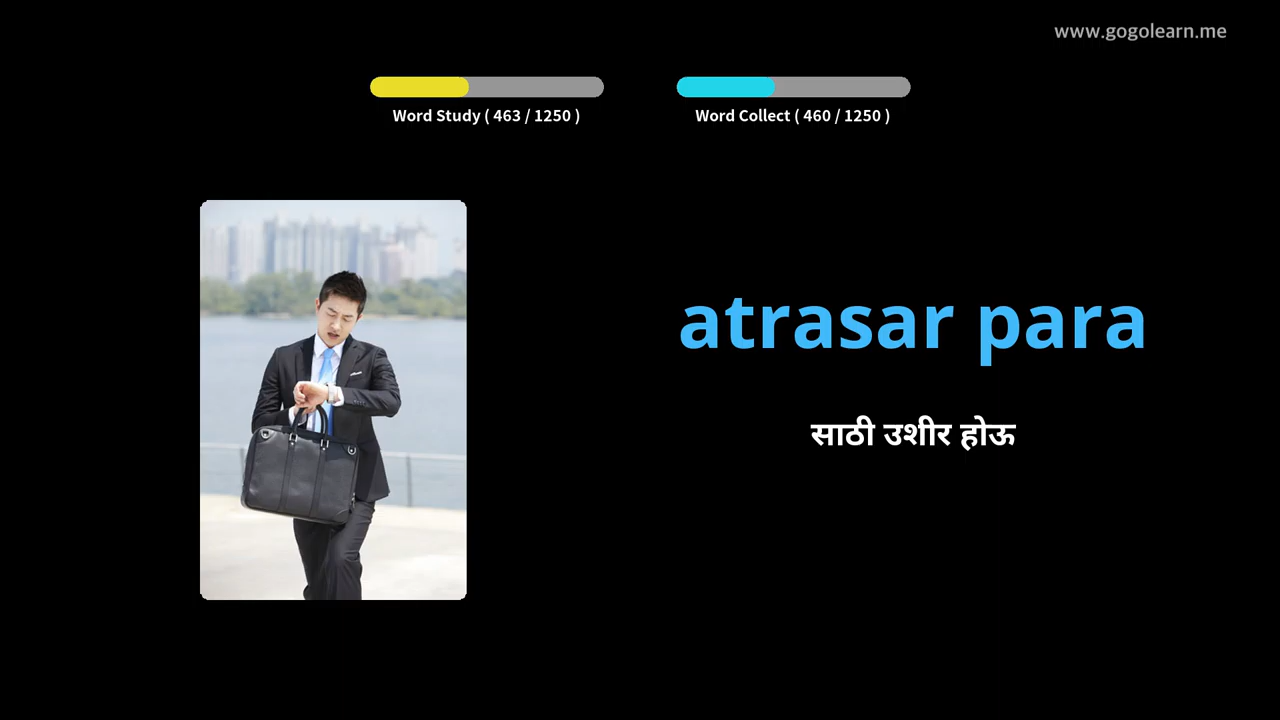 www.gogolearn.me
Word Study ( 463 / 1250 )
Word Collect ( 460 / 1250 )
atrasar para
साठी उशीर होऊ